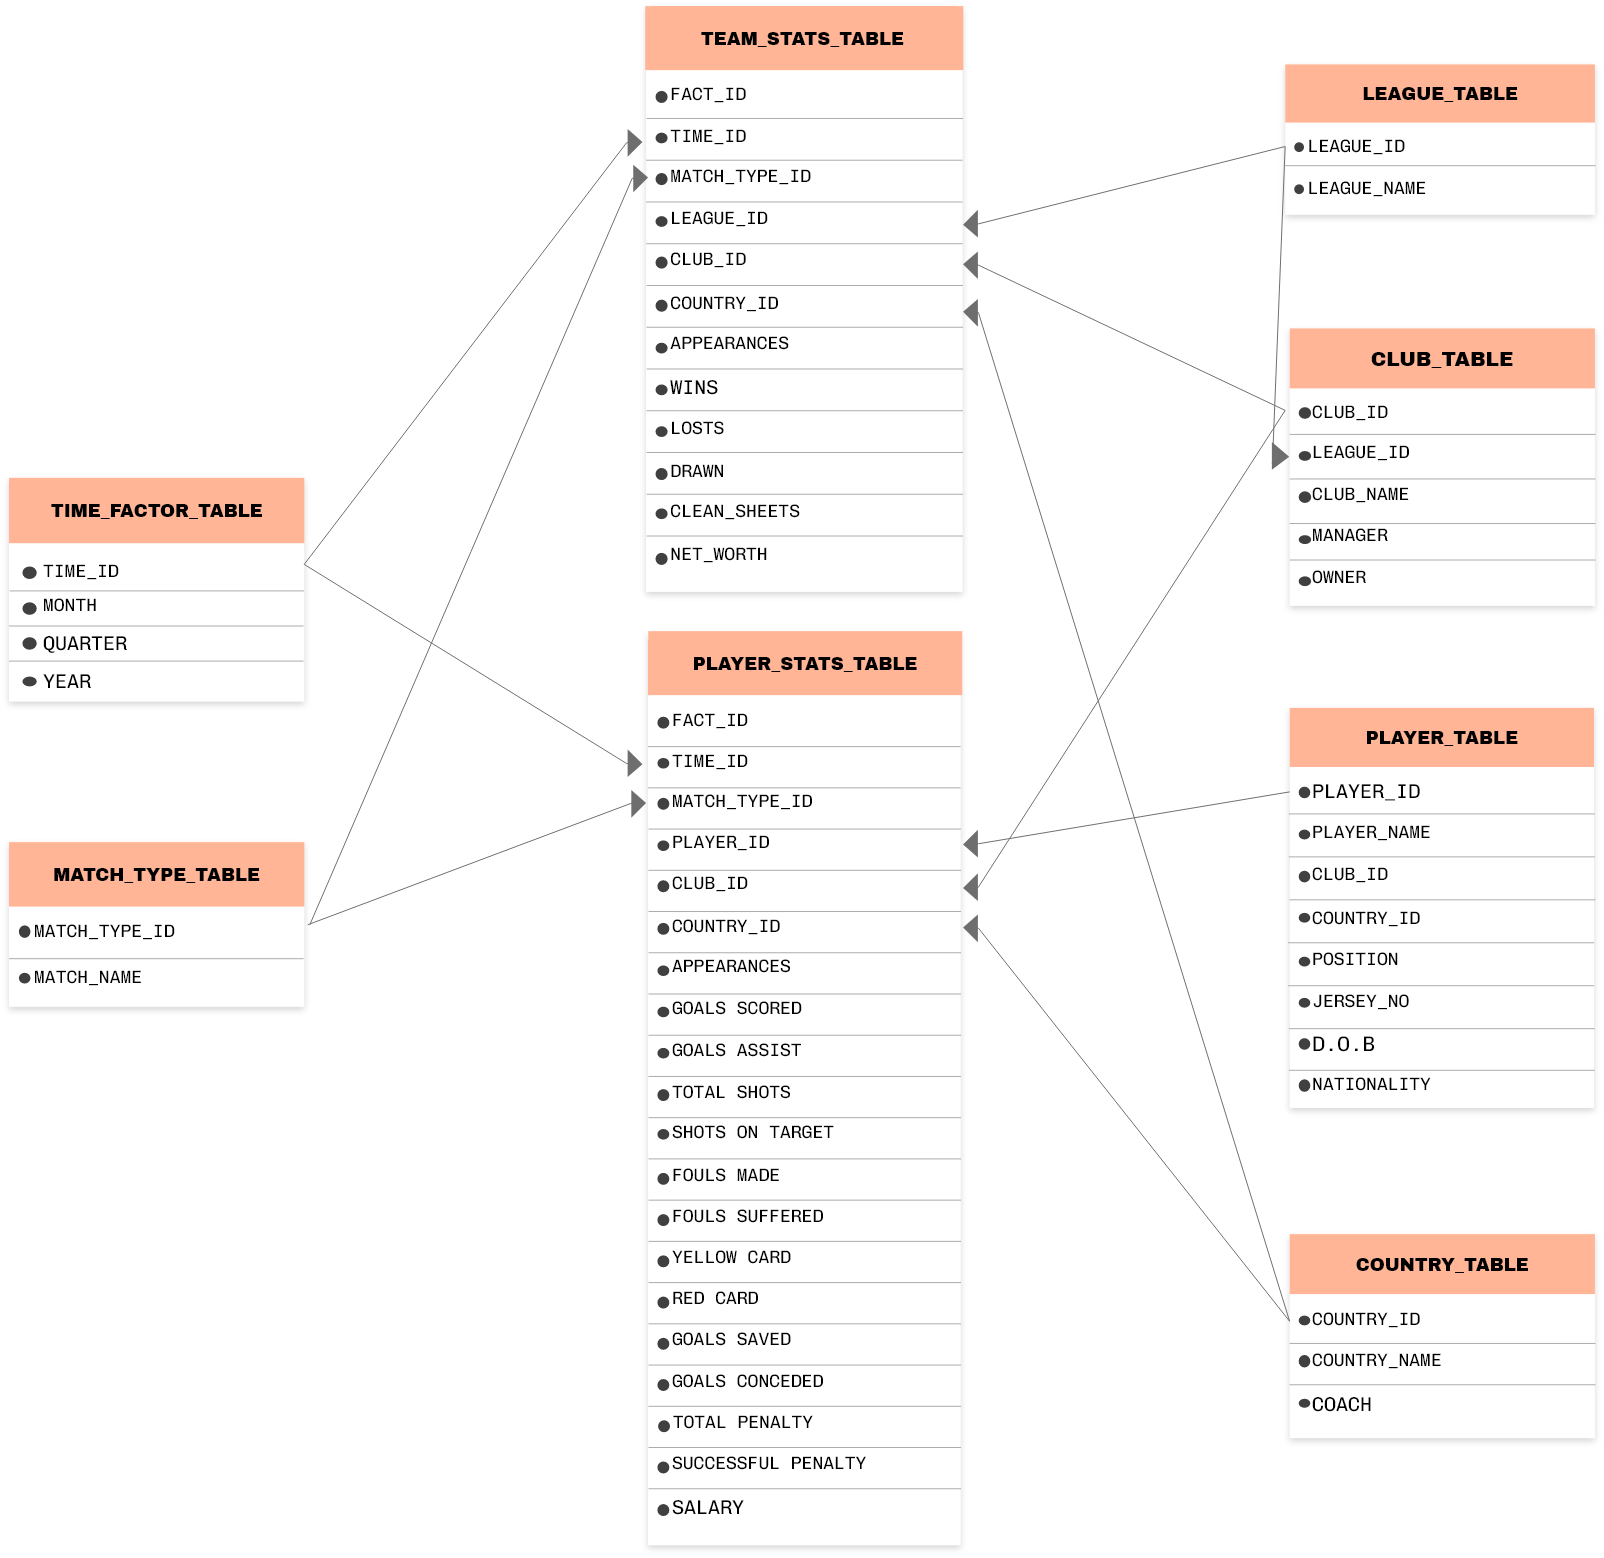 TEAM_STATS_TABLE
FACT_ID
TIME_ID
MATCH_TYPE_ID
LEAGUE_ID
CLUB_ID
COUNTRY_ID
APPEARANCES
WINS
LOSTS
DRAWN
CLEAN_SHEETS
NET_WORTH
LEAGUE_TABLE
LEAGUE_ID
LEAGUE_NAME
CLUB_TABLE
CLUB_ID
LEAGUE_ID
CLUB_NAME
MANAGER
OWNER
TIME_FACTOR_TABLE
TIME_ID
MONTH
QUARTER
YEAR
MATCH_TYPE_TABLE
MATCH_TYPE_ID
MATCH_NAME
PLAYER_STATS_TABLE
FACT_ID
TIME_ID
MATCH_TYPE_ID
PLAYER_ID
CLUB_ID
COUNTRY_ID
APPEARANCES
GOALS SCORED
GOALS ASSIST
TOTAL SHOTS
SHOTS ON TARGET
FOULS MADE
FOULS SUFFERED
YELLOW CARD
RED CARD
GOALS SAVED
GOALS CONCEDED
TOTAL PENALTY
SUCCESSFUL PENALTY
SALARY
PLAYER_TABLE
PLAYER_ID
PLAYER_NAME
CLUB_ID
COUNTRY_ID
POSITION
JERSEY_NO
D.O.B
NATIONALITY
COUNTRY_TABLE
COUNTRY_ID
COUNTRY_NAME
COACH